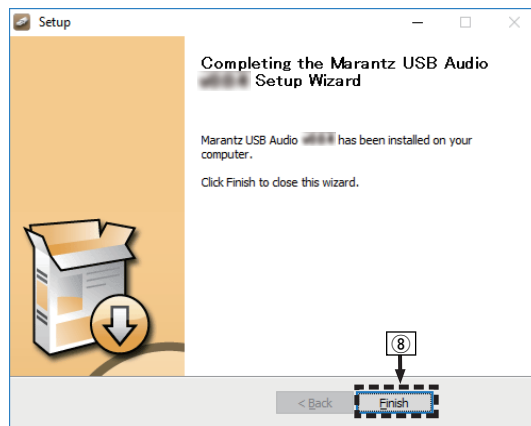 Setup
Completing the Marantz USB Audio
Setup Wizard
Marantz USB Audio has been installed on your
computer.
Click Finish to close this wizard.
⑧
< Back Finish